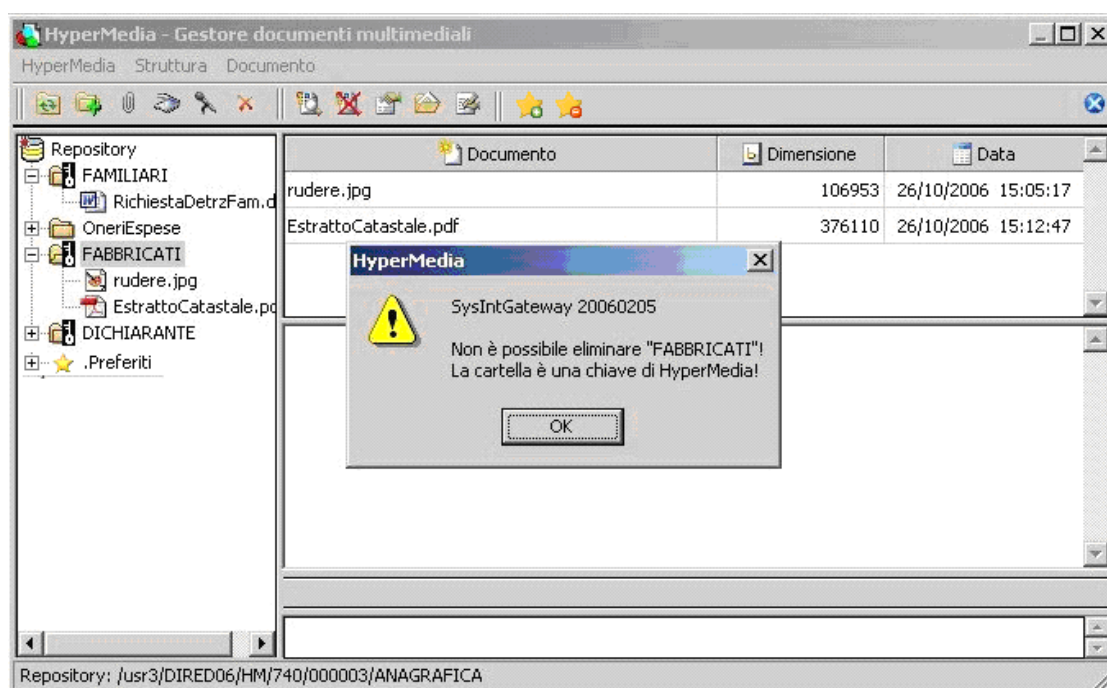 HyperMedia - Gestore documenti multimediali
HyperMedia Struttura Documento
Repository
FAMILIARI
RichiestaDetrzFam.d
OneriEspese
FABBRICATI
rudere.jpg
EstrattoCatastale.pd
DICHIARANTE
.Preferiti
Documento Dimensione Data
rudere.jpg 106953 26/10/2006 15:05:17
EstrattoCatastale.pdf 376110 26/10/2006 15:12:47
HyperMedia
SysIntGateway 20060205
Non è possibile eliminare "FABBRICATI"!
La cartella è una chiave di HyperMedia!
OK
Repository: /usr3/DIRED06/HM/740/000003/ANAGRAFICA